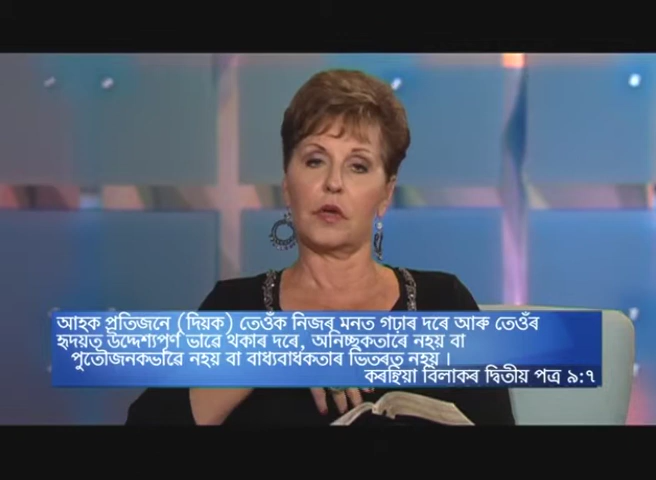 আহক প্ৰতিজনে (দিয়ক) তেওঁক নিজৰ মনত গঢ়াৰ দৰে আৰু তেওঁৰ
হৃদয়ত উদ্দেশ্যপূৰ্ণ ভাৱে থকাৰ দৰে, অনিচ্ছুকতাৰে নহয় বা
পুতৌজনকভাৱে নহয় বা বাধ্যবাধকতাৰ ভিতৰত নহয় ।
কৰন্থিয়া বিলাকৰ দ্বিতীয় পত্ৰ ৯:৭